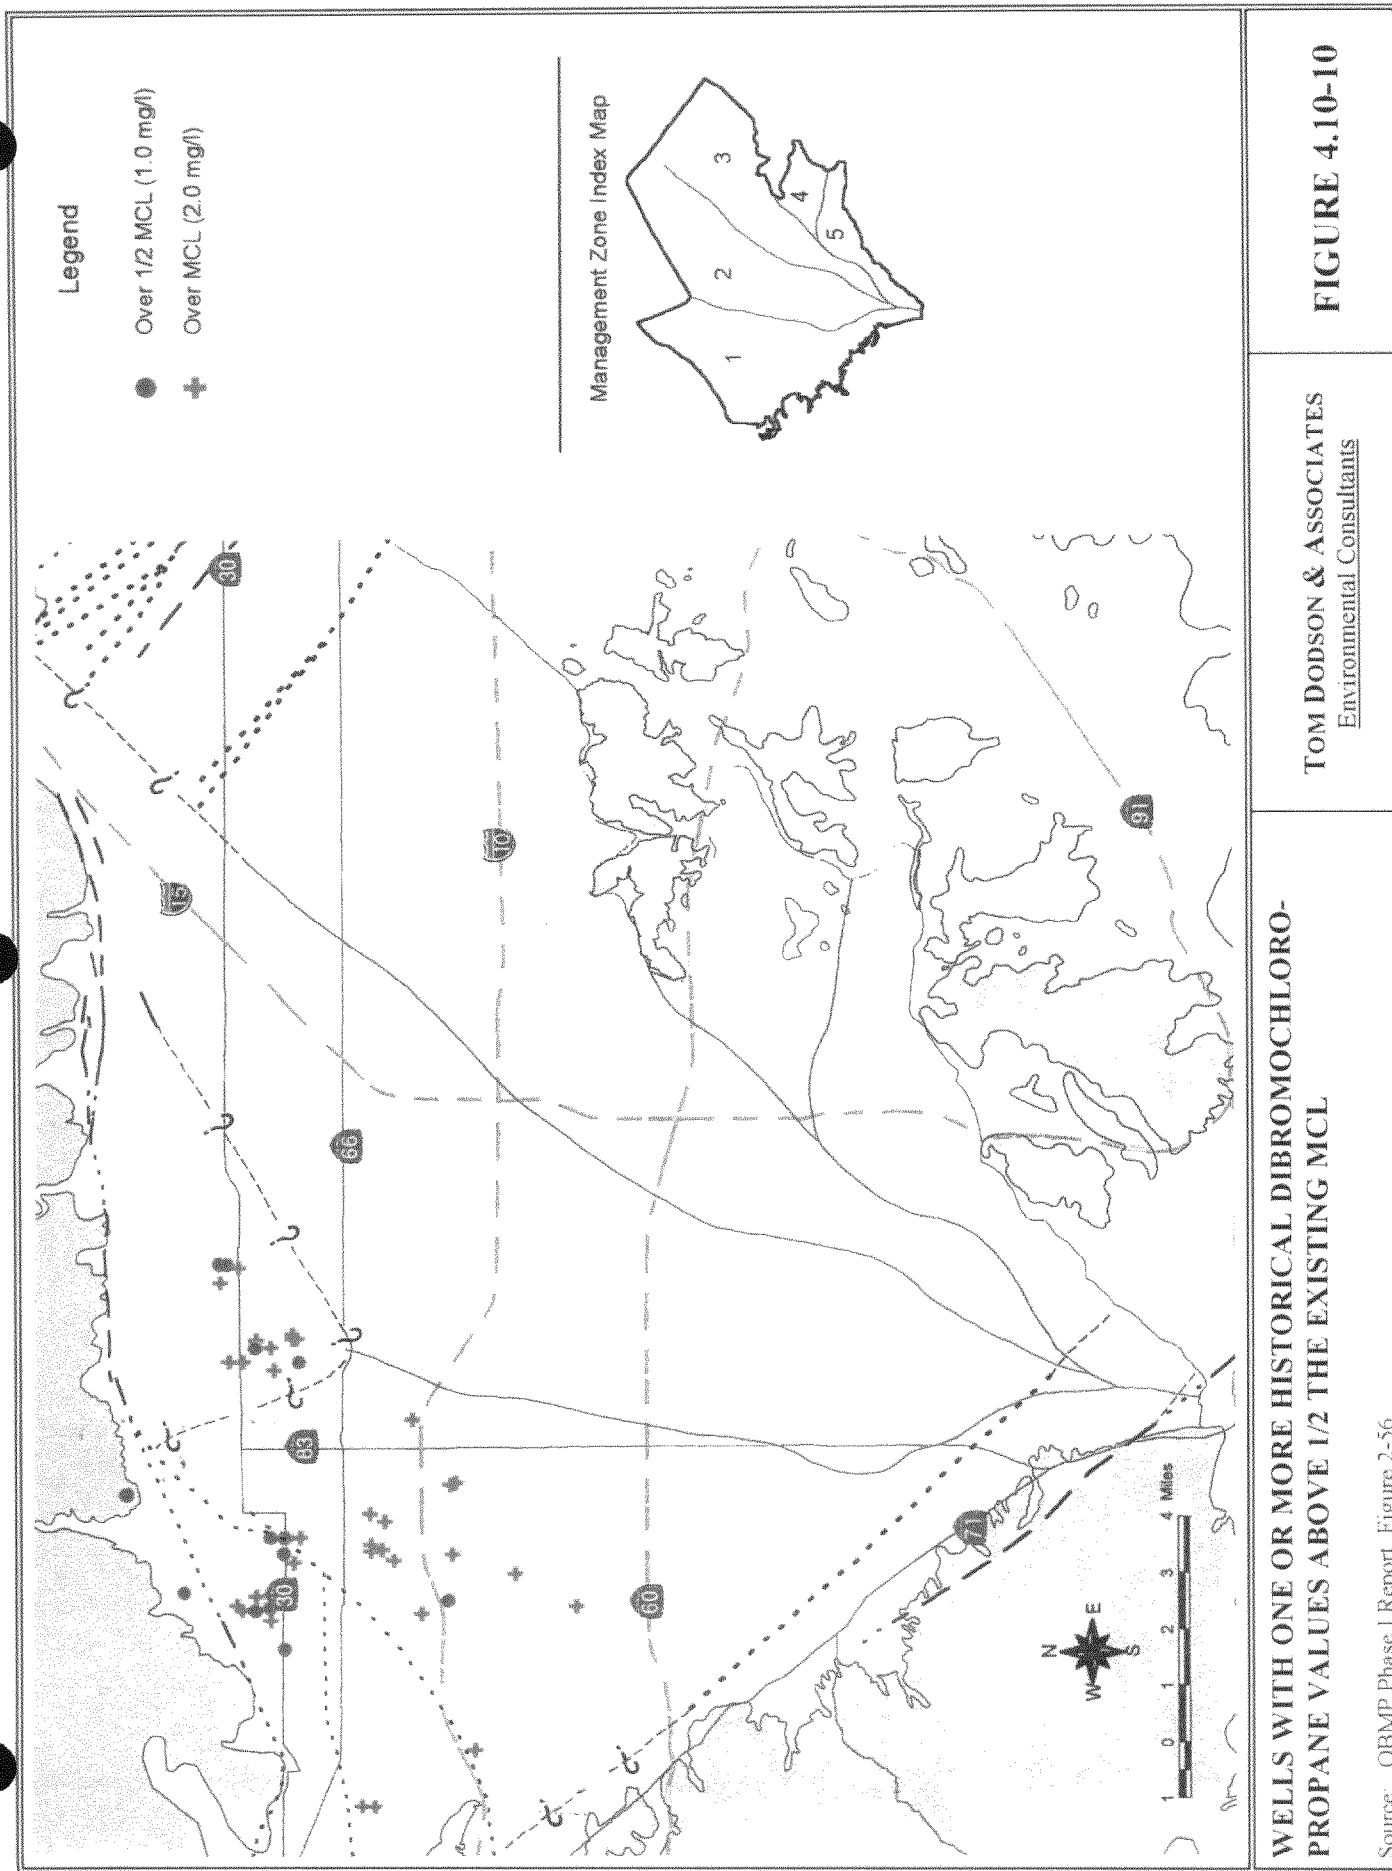 Legend
Over 1/2 MCL (1.0 mg/l)
Over MCL (2.0 mg/l)
Management Zone Index Map
1
2
3
4
5
30
15
10
66
83
30
60
71
91
N
W E
S
1 0 1 2 3 4 Miles
WELLS WITH ONE OR MORE HISTORICAL DIBROMOCHLORO-
PROPANE VALUES ABOVE 1/2 THE EXISTING MCL
Source: OBMP Phase I Report, Figure 2-56
TOM DODSON & ASSOCIATES
Environmental Consultants
FIGURE 4.10-10